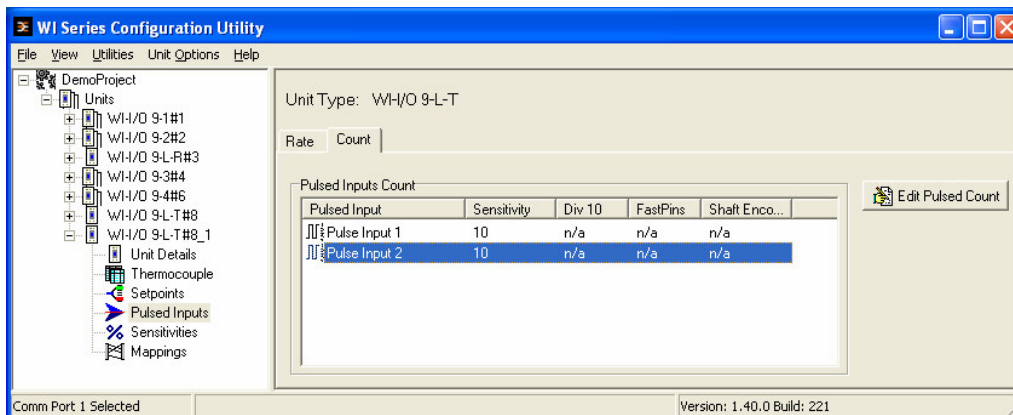 WI Series Configuration Utility
File View Utilities Unit Options Help
DemoProject
Units
WI-I/O 9-1#1
WI-I/O 9-2#2
WI-I/O 9-L-R#3
WI-I/O 9-3#4
WI-I/O 9-4#6
WI-I/O 9-L-T#8
WI-I/O 9-L-T#8_1
Unit Details
Thermocouple
Setpoints
Pulsed Inputs
Sensitivities
Mappings
Unit Type: WI-I/O 9-L-T
Rate Count
Pulsed Inputs Count
Pulsed Input Sensitivity Div 10 FastPins Shaft Enco...
Pulse Input 1 10 n/a n/a n/a
Pulse Input 2 10 n/a n/a n/a
Edit Pulsed Count
Comm Port 1 Selected Version: 1.40.0 Build: 221